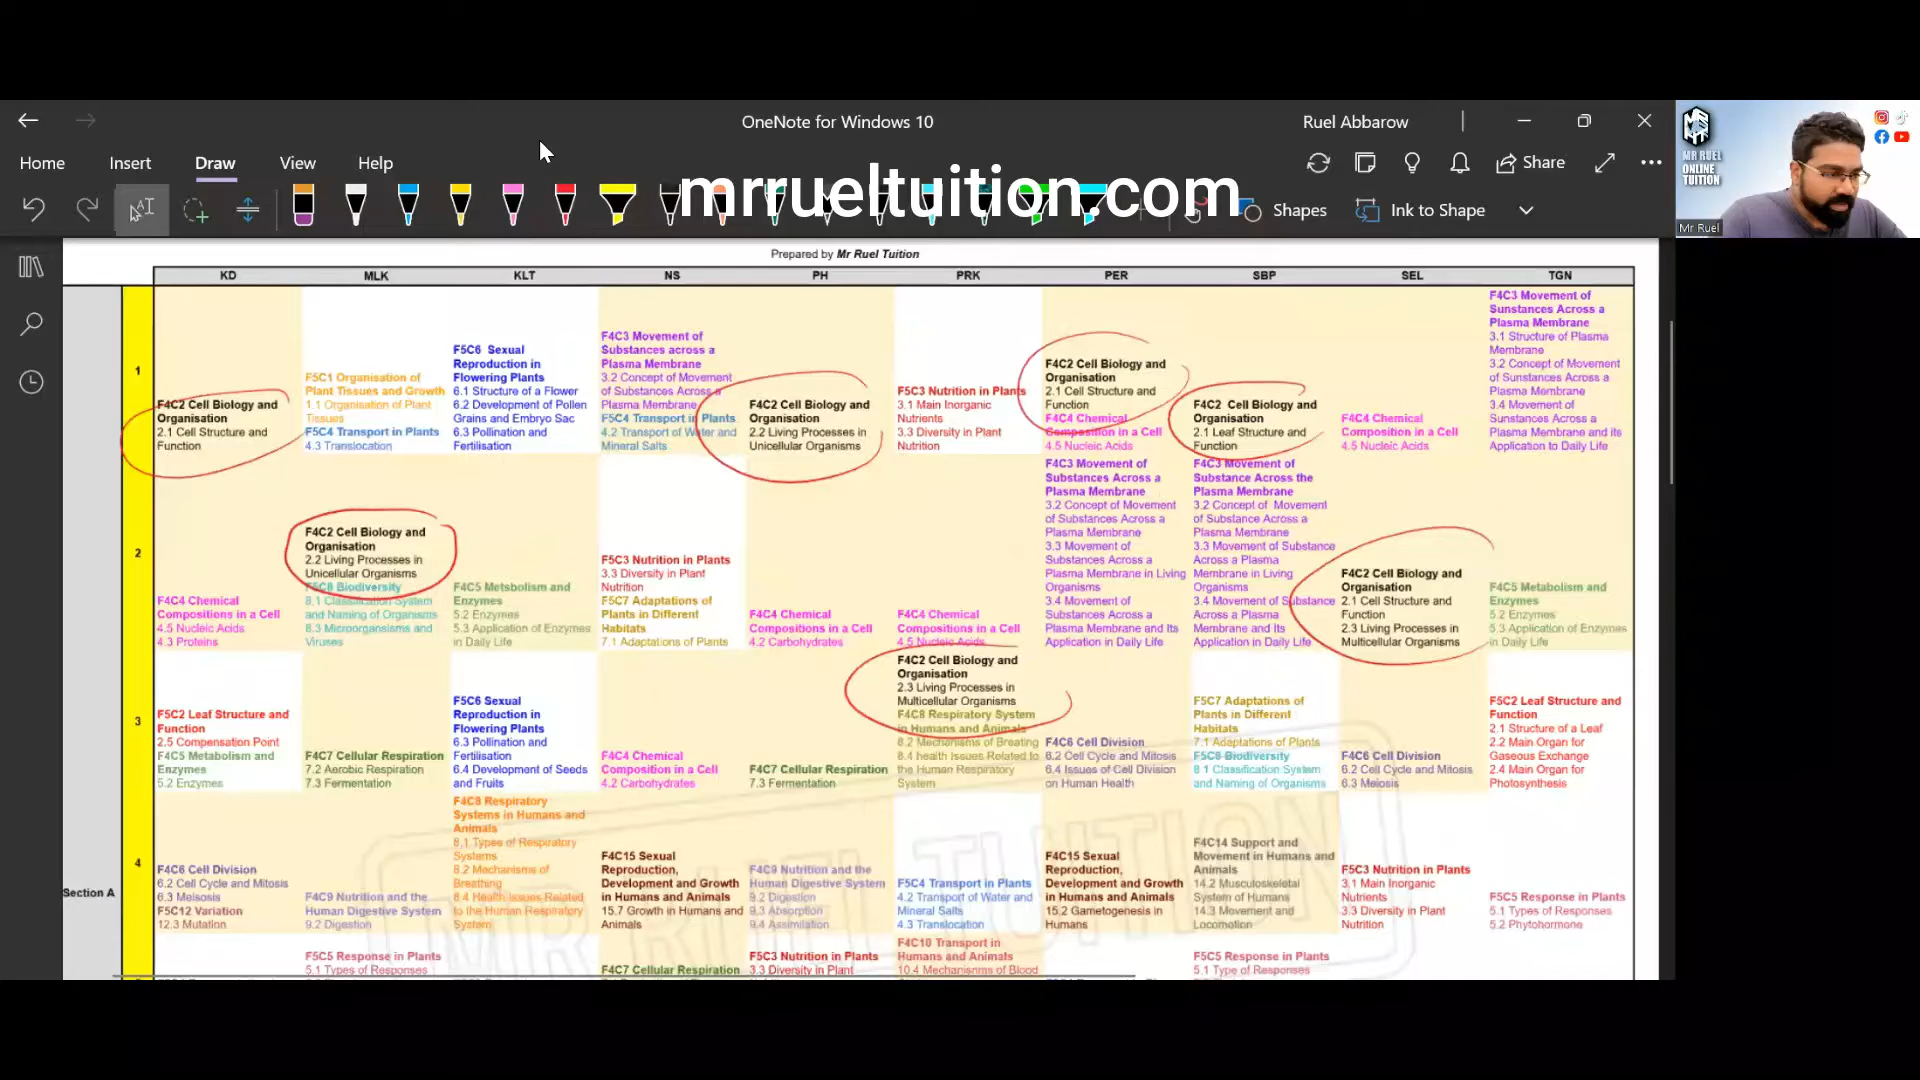 OneNote for Windows 10
Ruel Abbarow
Home
Insert
Draw
View
Help
mrrueltuition.com
Share
Shapes
Ink to Shape
MR RUEL
ONLINE
TUITION
Mr Ruel
Prepared by Mr Ruel Tuition
KD MLK KLT NS PH PRK PER SBP SEL TGN
Section A
1
F4C2 Cell Biology and
Organisation
2.1 Cell Structure and
Function
F5C1 Organisation of
Plant Tissues and Growth
1.1 Organisation of Plant
Tissues
F5C4 Transport in Plants
4.3 Translocation
F5C6 Sexual
Reproduction in
Flowering Plants
6.1 Structure of a Flower
6.2 Development of Pollen
Grains and Embryo Sac
6.3 Pollination and
Fertilisation
F4C3 Movement of
Substances across a
Plasma Membrane
3.2 Concept of Movement
of Substances Across a
Plasma Membrane
F5C4 Transport in Plants
4.2 Transport of Water and
Mineral Salts
F4C2 Cell Biology and
Organisation
2.2 Living Processes in
Unicellular Organisms
F5C3 Nutrition in Plants
3.1 Main Inorganic
Nutrients
3.3 Diversity in Plant
Nutrition
F4C2 Cell Biology and
Organisation
2.1 Cell Structure and
Function
F4C4 Chemical
Composition in a Cell
4.5 Nucleic Acids
F4C2 Cell Biology and
Organisation
2.1 Leaf Structure and
Function
F4C4 Chemical
Composition in a Cell
4.5 Nucleic Acids
F4C3 Movement of
Sunstances Across a
Plasma Membrane
3.1 Structure of Plasma
Membrane
3.2 Concept of Movement
of Sunstances Across a
Plasma Membrane
3.4 Movement of
Sunstances Across a
Plasma Membrane and its
Application to Daily Life
2
F4C4 Chemical
Compositions in a Cell
4.5 Nucleic Acids
4.3 Proteins
F4C2 Cell Biology and
Organisation
2.2 Living Processes in
Unicellular Organisms
F5C8 Biodiversity
8.1 Classification System
and Naming of Organisms
8.3 Microorganisms and
Viruses
F4C5 Metsbolism and
Enzymes
5.2 Enzymes
5.3 Application of Enzymes
in Daily Life
F5C3 Nutrition in Plants
3.3 Diversity in Plant
Nutrition
F5C7 Adaptations of
Plants in Different
Habitats
7.1 Adaptations of Plants
F4C4 Chemical
Compositions in a Cell
4.2 Carbohydrates
F4C4 Chemical
Compositions in a Cell
4.5 Nucleic Acids
F4C3 Movement of
Substances Across a
Plasma Membrane
3.2 Concept of Movement
of Substances Across a
Plasma Membrane
3.3 Movement of
Substances Across a
Plasma Membrane in Living
Organisms
3.4 Movement of
Substances Across a
Plasma Membrane and Its
Application in Daily Life
F4C3 Movement of
Substance Across the
Plasma Membrane
3.2 Concept of Movement
of Substance Across a
Plasma Membrane
3.3 Movement of Substance
Across a Plasma
Membrane in Living
Organisms
3.4 Movement of Substance
Across a Plasma
Membrane and Its
Application in Daily Life
F4C2 Cell Biology and
Organisation
2.1 Cell Structure and
Function
2.3 Living Processes in
Multicellular Organisms
F4C5 Metabolism and
Enzymes
5.2 Enzymes
5.3 Application of Enzymes
in Daily Life
3
F5C2 Leaf Structure and
Function
2.5 Compensation Point
F4C5 Metabolism and
Enzymes
5.2 Enzymes
F4C7 Cellular Respiration
7.2 Aerobic Respiration
7.3 Fermentation
F5C6 Sexual
Reproduction in
Flowering Plants
6.3 Pollination and
Fertilisation
6.4 Development of Seeds
and Fruits
F4C4 Chemical
Composition in a Cell
4.2 Carbohydrates
F4C7 Cellular Respiration
7.3 Fermentation
F4C2 Cell Biology and
Organisation
2.3 Living Processes in
Multicellular Organisms
F4C8 Respiratory System
in Humans and Animals
8.2 Mechanisms of Breathing
8.4 health Issues Related to
the Human Respiratory
System
F4C6 Cell Division
6.2 Cell Cycle and Mitosis
6.4 Issues of Cell Division
on Human Health
F5C7 Adaptations of
Plants in Different
Habitats
7.1 Adaptations of Plants
F5C8 Biodiversity
8.1 Classification System
and Naming of Organisms
F4C6 Cell Division
6.2 Cell Cycle and Mitosis
6.3 Meiosis
F5C2 Leaf Structure and
Function
2.1 Structure of a Leaf
2.2 Main Organ for
Gaseous Exchange
2.4 Main Organ for
Photosynthesis
4
F4C6 Cell Division
6.2 Cell Cycle and Mitosis
6.3 Meisosis
F5C12 Variation
12.3 Mutation
F4C9 Nutrition and the
Human Digestive System
9.2 Digestion
F4C8 Respiratory
Systems in Humans and
Animals
8.1 Types of Respiratory
Systems
8.2 Mechanisms of
Breathing
8.4 Health Issues Related
to the Human Respiratory
System
F4C15 Sexual
Reproduction,
Development and Growth
in Humans and Animals
15.7 Growth in Humans and
Animals
F4C9 Nutrition and the
Human Digestive System
9.2 Digestion
9.3 Absorption
9.4 Assimilation
F5C4 Transport in Plants
4.2 Transport of Water and
Mineral Salts
4.3 Translocation
F4C15 Sexual
Reproduction,
Development and Growth
in Humans and Animals
15.2 Gametogenesis in
Humans
F4C14 Support and
Movement in Humans and
Animals
14.2 Musculoskeletal
System of Humans
14.3 Movement and
Locomotion
F5C3 Nutrition in Plants
3.1 Main Inorganic
Nutrients
3.3 Diversity in Plant
Nutrition
F5C5 Response in Plants
5.1 Types of Responses
5.2 Phytohormone
F5C5 Response in Plants
5.1 Types of Responses
F4C7 Cellular Respiration
F5C3 Nutrition in Plants
3.3 Diversity in Plant
F4C10 Transport in
Humans and Animals
10.4 Mechanisnms of Blood
F5C5 Response in Plants
5.1 Type of Responses
MR RUEL TUITION